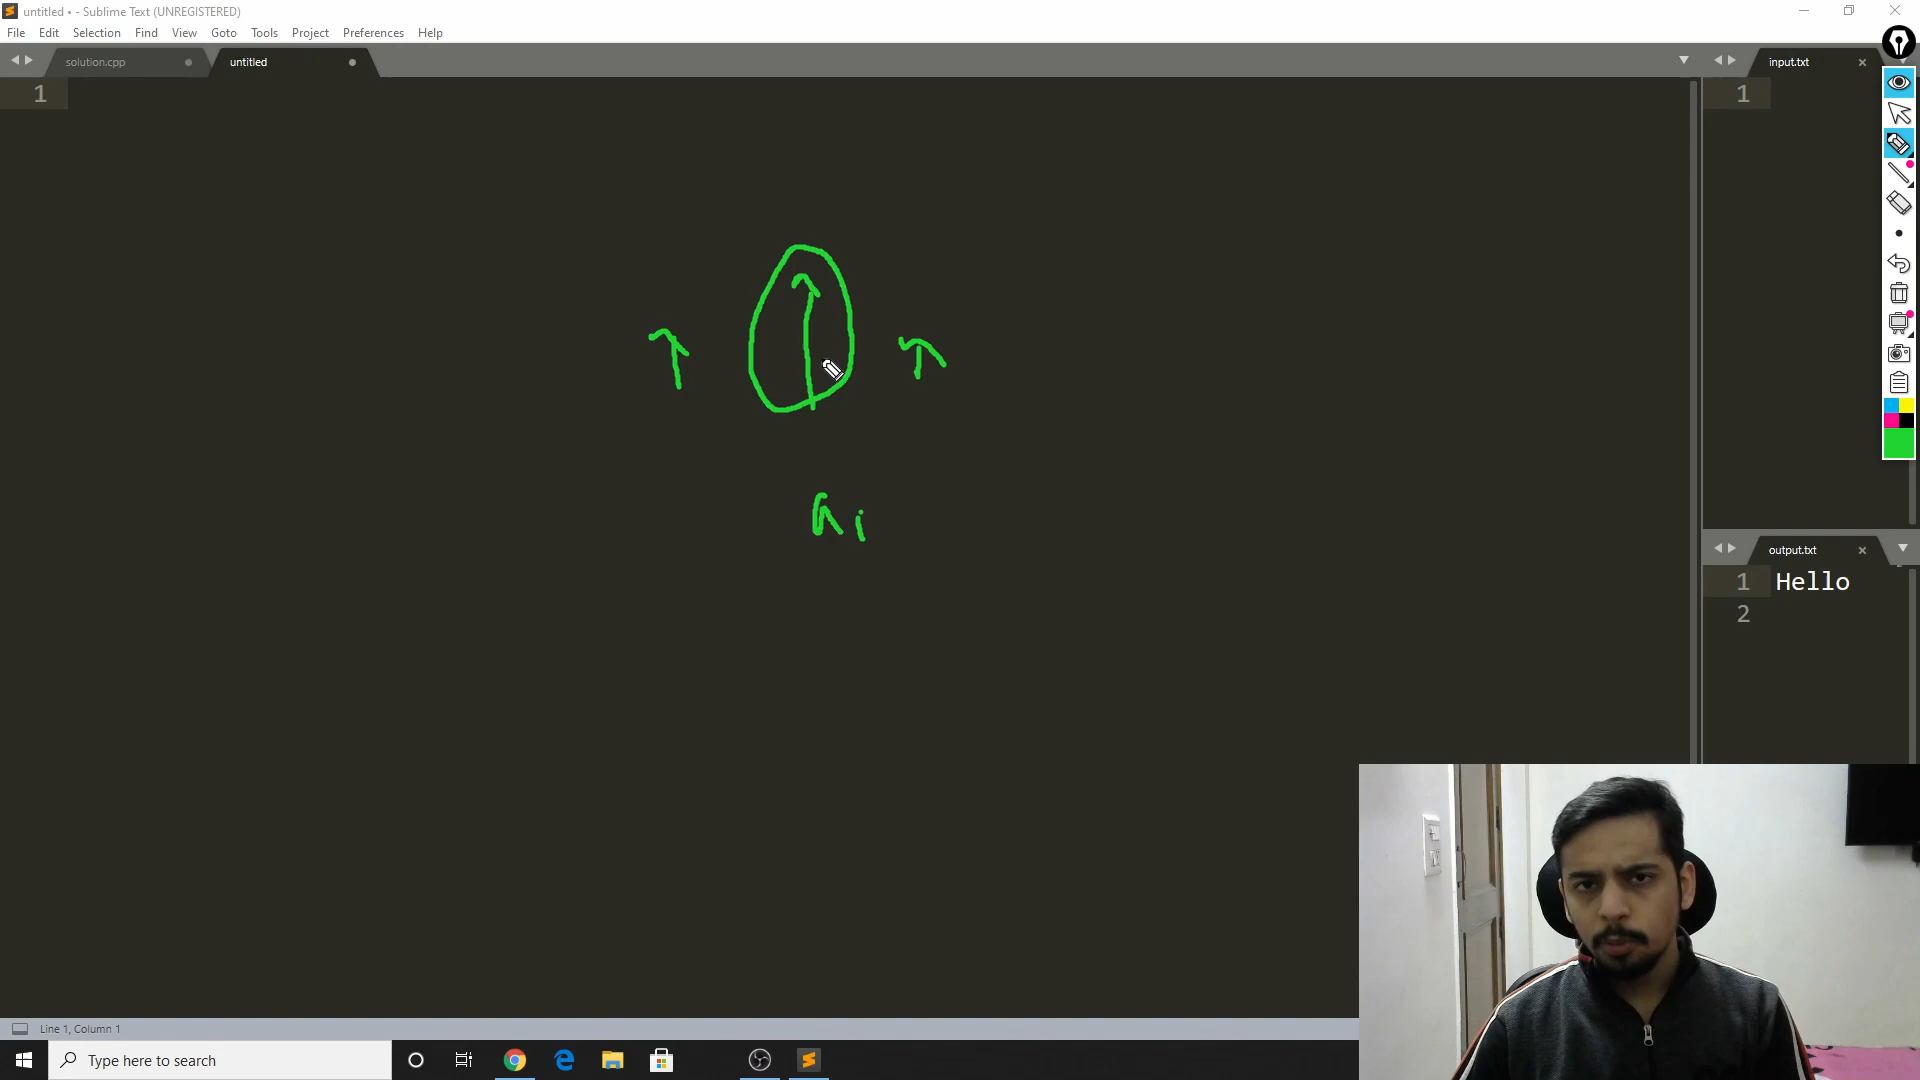 untitled • - Sublime Text (UNREGISTERED)
File Edit Selection Find View Goto Tools Project Preferences Help
solution.cpp
untitled
input.txt
1
1
output.txt
1 Hello
2
ai
Line 1, Column 1
Type here to search